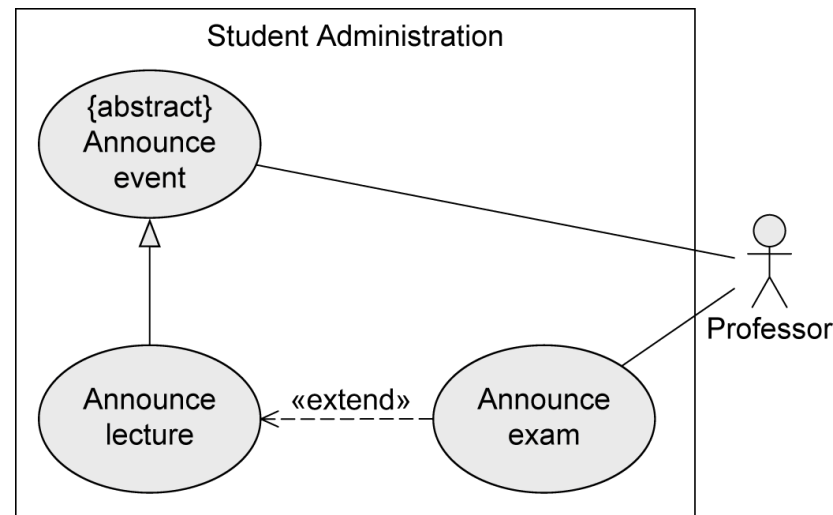 Student Administration
{abstract}
Announce
event
Professor
Announce
lecture
«extend»
Announce
exam